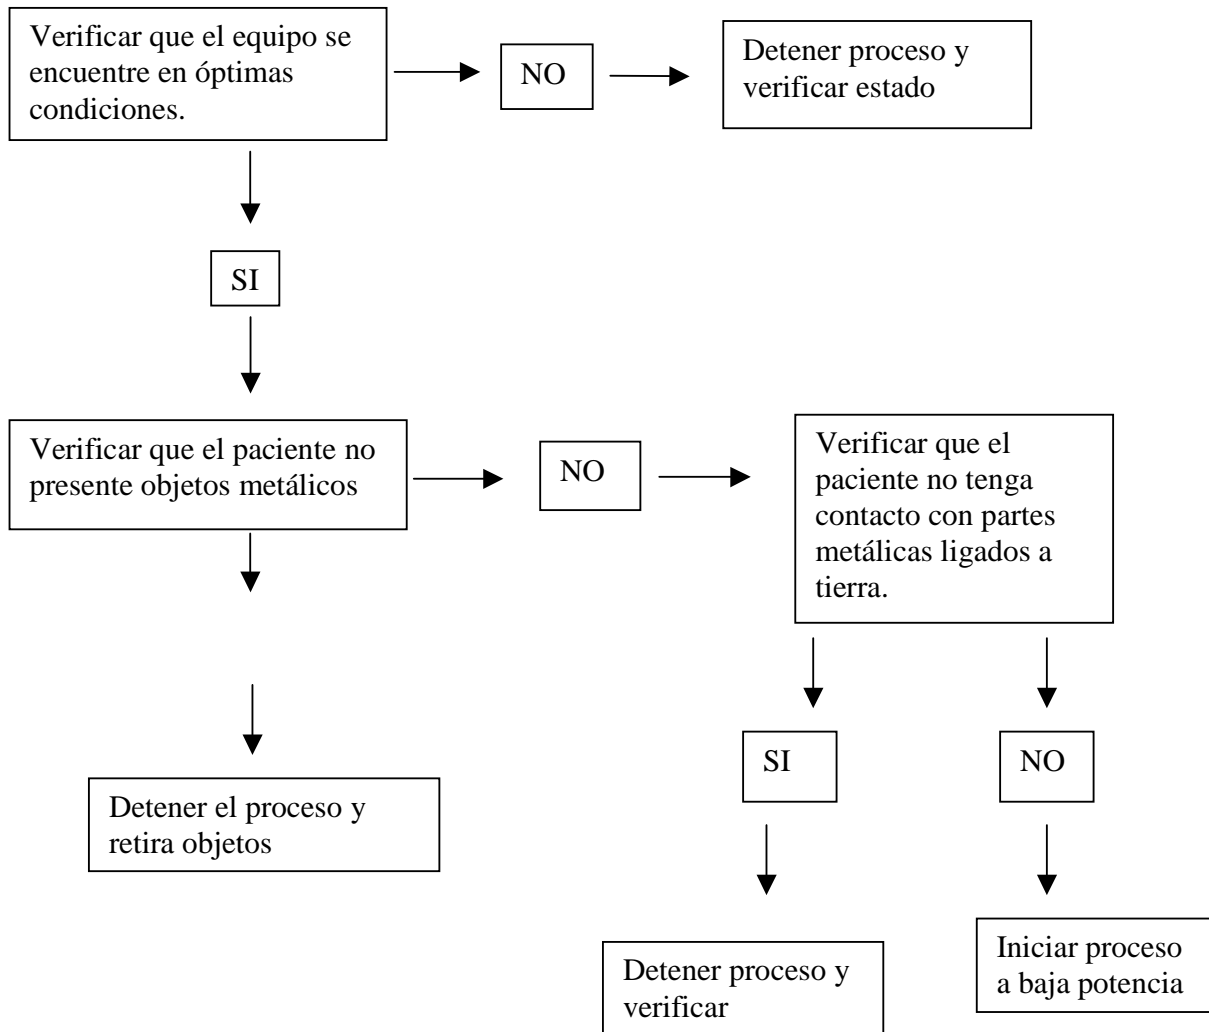 Verificar que el equipo se
encuentre en óptimas
condiciones.
NO
Detener proceso y
verificar estado
SI
Verificar que el paciente no
presente objetos metálicos
NO
Verificar que el
paciente no tenga
contacto con partes
metálicas ligados a
tierra.
SI
NO
Detener el proceso y
retira objetos
Detener proceso y
verificar
Iniciar proceso
a baja potencia